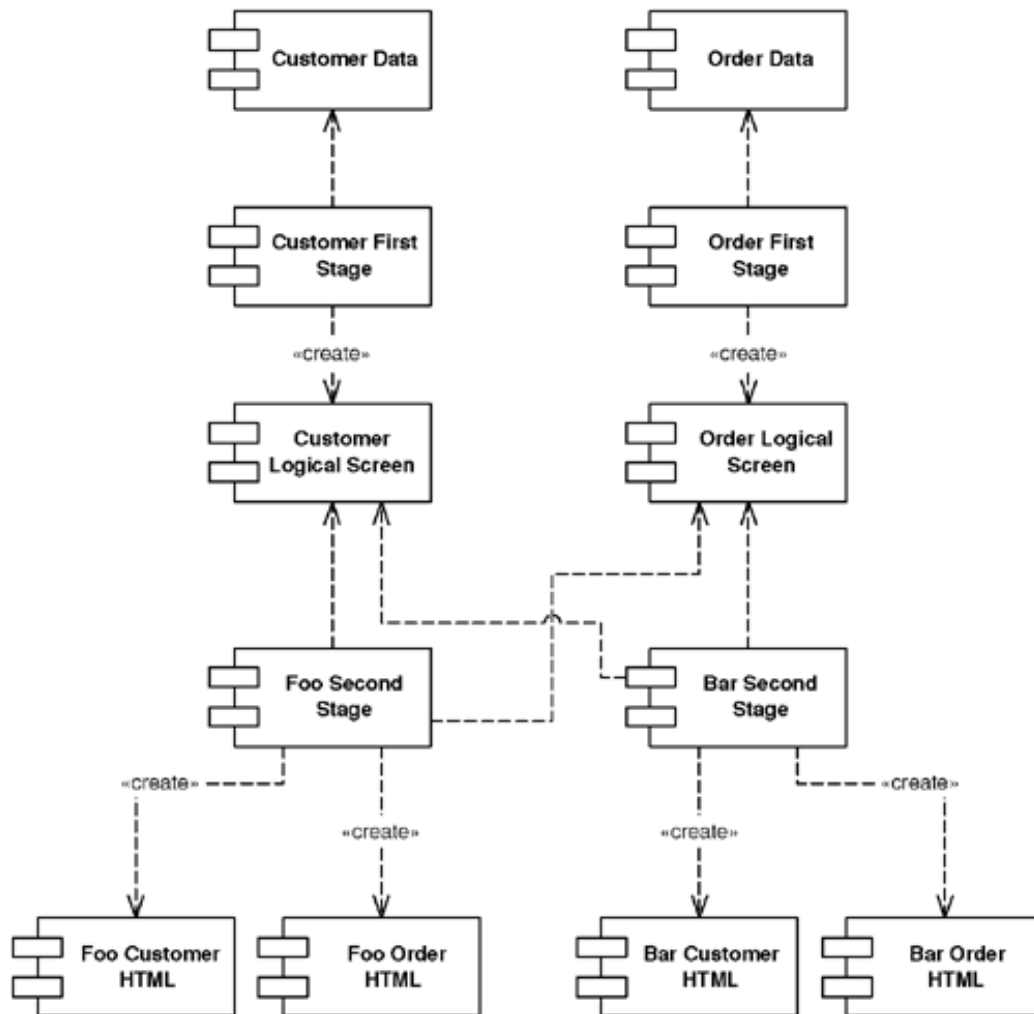 Customer Data
Order Data
Customer First
Stage
Order First
Stage
«create»
«create»
Customer
Logical Screen
Order Logical
Screen
Foo Second
Stage
Bar Second
Stage
«create»
«create»
«create»
«create»
Foo Customer
HTML
Foo Order
HTML
Bar Customer
HTML
Bar Order
HTML